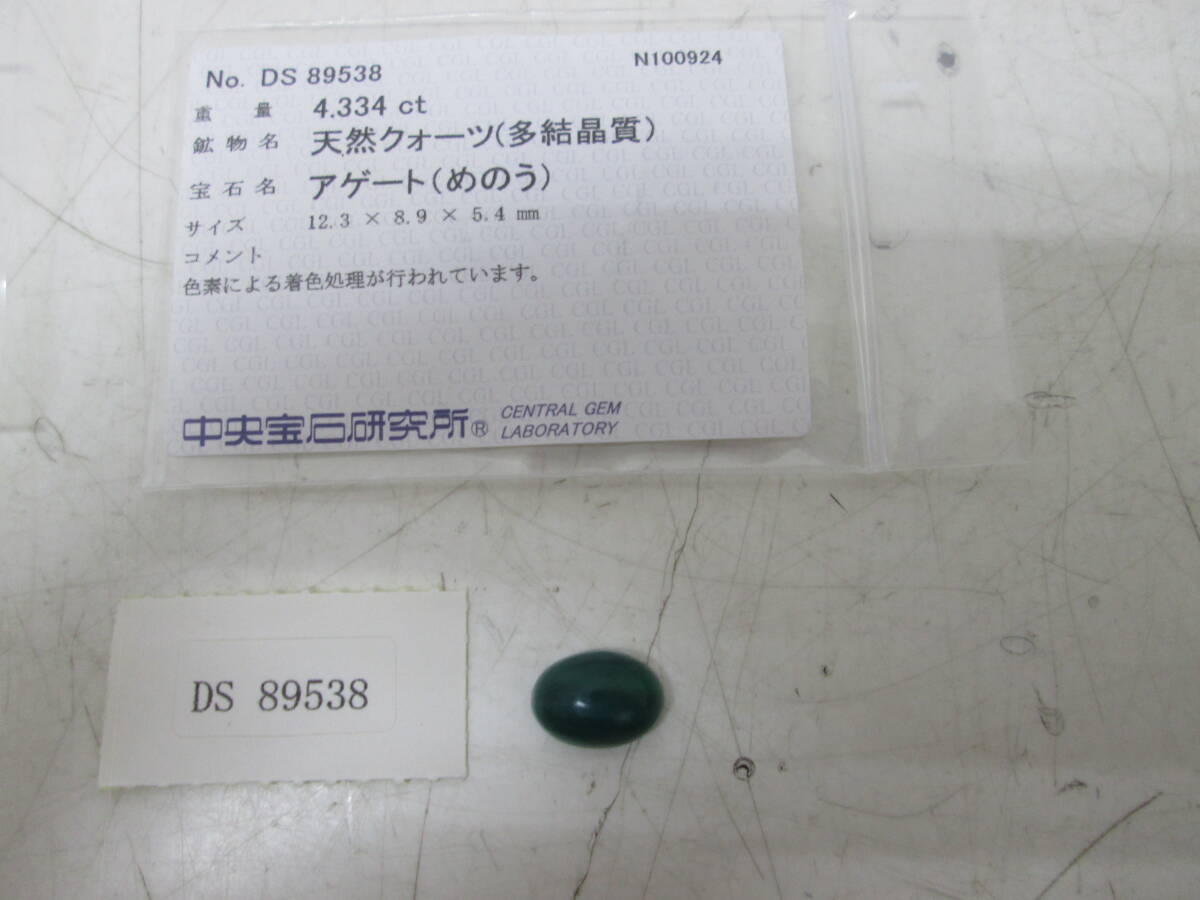 No. DS 89538
N100924
重量 4.334 ct
鉱物名 天然クォーツ(多結晶質)
宝石名 アゲート(めのう)
サイズ 12.3 × 8.9 × 5.4 mm
コメント
色素による着色処理が行われています。
中央宝石研究所® CENTRAL GEM
LABORATORY
DS 89538